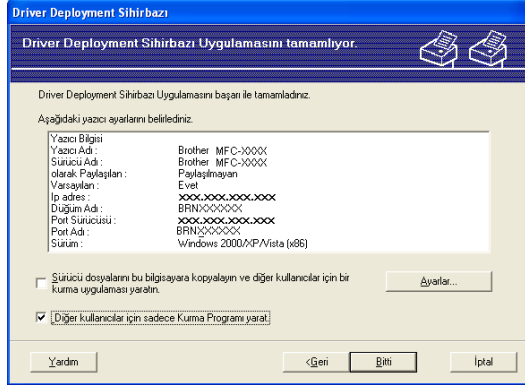 Driver Deployment Sihirbazı
Driver Deployment Sihirbazı Uygulamasını tamamlıyor.
Driver Deployment Sihirbazı Uygulamasını başarı ile tamamladınız.
Aşağıdaki yazıcı ayarlarını belirlediniz.
Yazıcı Bilgisi
Yazıcı Adı : Brother MFC-XXXX
Sürücü Adı : Brother MFC-XXXX
olarak Paylaşılan : Paylaşılmayan
Varsayılan : Evet
Ip adres : xxx.xxx.xxx.xxx
Düğüm Adı : BRNXXXXXX
Port Sürücüsü : xxx.xxx.xxx.xxx
Port Adı : BRNXXXXXX
Sürüm : Windows 2000/XP/Vista (x86)
Sürücü dosyalarını bu bilgisayara kopyalayın ve diğer kullanıcılar için bir
kurma uygulaması yaratın.
Ayarlar...
Diğer kullanıcılar için sadece Kurma Programı yarat.
Yardım <Geri Bitti İptal